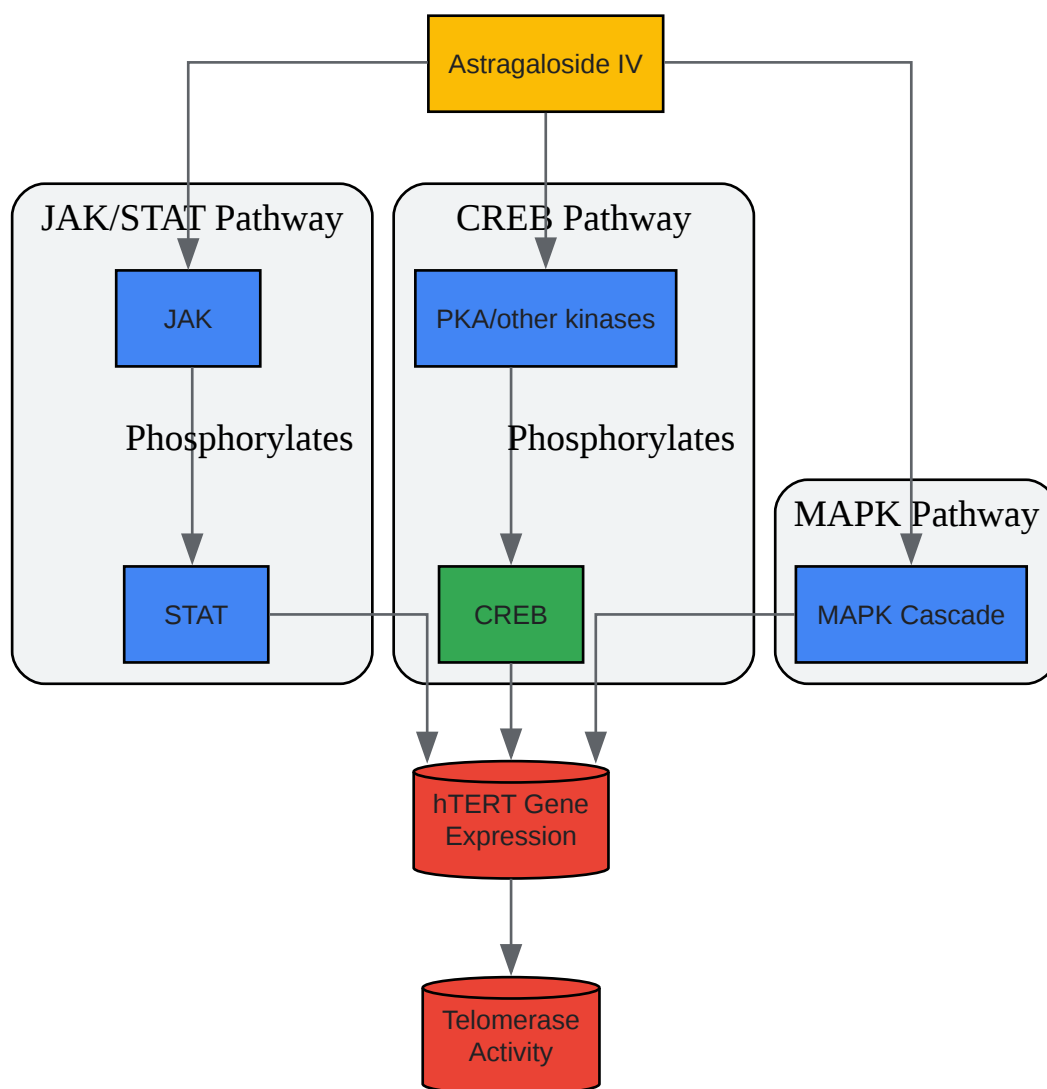 Astragaloside IV
JAK/STAT Pathway
CREB Pathway
JAK
PKA/other kinases
Phosphorylates
Phosphorylates
MAPK Pathway
STAT
CREB
MAPK Cascade
hTERT Gene
Expression
Telomerase
Activity